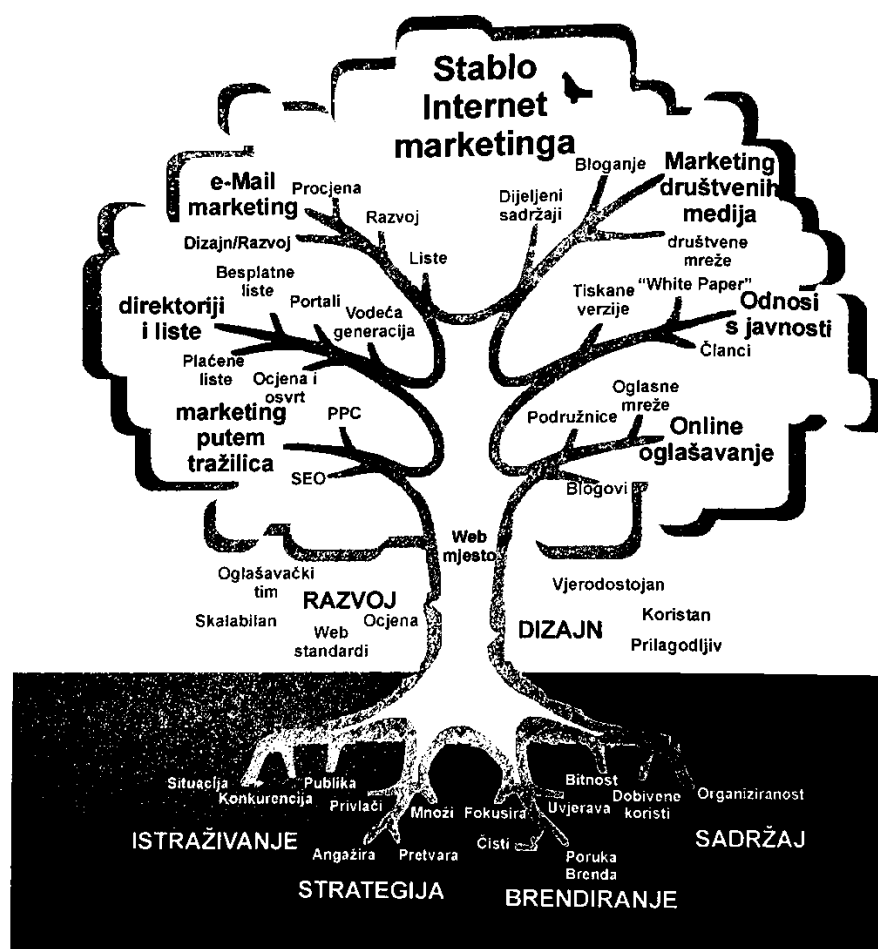 Stablo
Internet
marketinga
e-Mail
marketing
Procjena
Razvoj
Dizajn/Razvoj
Liste
Bloganje
Dijeljeni
sadržaji
Marketing
društvenih
medija
društvene
mreže
direktoriji
i liste
Besplatne
liste
Portali
Vodeća
generacija
Plaćene
liste
Ocjena i
osvrt
Tiskane
verzije
"White Paper"
Odnosi
s javnosti
Članci
marketing
putem
tražilica
PPC
SEO
Podružnice
Oglasne
mreže
Online
oglašavanje
Blogovi
Web
mjesto
Oglašavački
tim
RAZVOJ
Skalabilan
Ocjena
Web
standardi
Vjerodostojan
DIZAJN
Koristan
Prilagodljiv
Situacija
Konkurencija
Publika
ISTRAŽIVANJE
Privlači
Množi
Angažira
Pretvara
STRATEGIJA
Fokusira
Uvjerava
Čisti
Poruka
Brenda
BRENDIRANJE
Bitnost
Dobivene
koristi
Organiziranost
SADRŽAJ